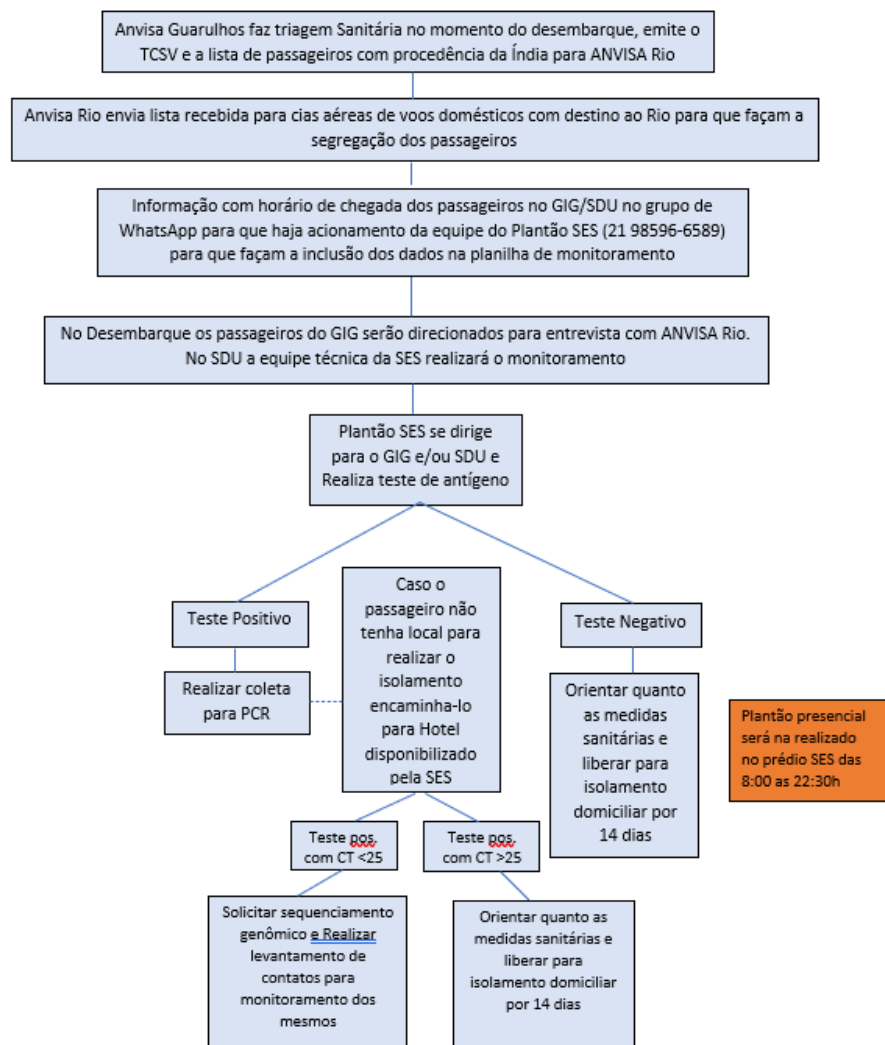 Anvisa Guarulhos faz triagem Sanitária no momento do desembarque, emite o
TCSV e a lista de passageiros com procedência da Índia para ANVISA Rio
Anvisa Rio envia lista recebida para cias aéreas de voos domésticos com destino ao Rio para que façam a
segregação dos passageiros
Informação com horário de chegada dos passageiros no GIG/SDU no grupo de
WhatsApp para que haja acionamento da equipe do Plantão SES (21 98596-6589)
para que façam a inclusão dos dados na planilha de monitoramento
No Desembarque os passageiros do GIG serão direcionados para entrevista com ANVISA Rio.
No SDU a equipe técnica da SES realizará o monitoramento
Plantão SES se dirige
para o GIG e/ou SDU e
Realiza teste de antígeno
Teste Positivo
Realizar coleta
para PCR
Caso o
passageiro não
tenha local para
realizar o
isolamento
encaminha-lo
para Hotel
disponibilizado
pela SES
Teste Negativo
Orientar quanto
as medidas
sanitárias e
liberar para
isolamento
domiciliar por
14 dias
Plantão presencial
será na realizado
no prédio SES das
8:00 as 22:30h
Teste pos.
com CT <25
Teste pos.
com CT >25
Solicitar sequenciamento
genômico e Realizar
levantamento de
contatos para
monitoramento dos
mesmos
Orientar quanto as
medidas sanitárias e
liberar para
isolamento domiciliar
por 14 dias